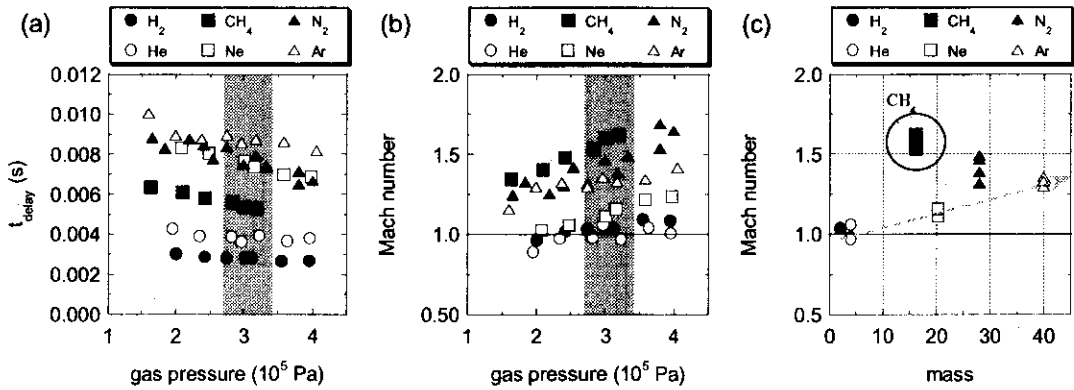 (a)
H₂ CH₄ N₂
He Ne Ar
0.012
0.010
0.008
0.006
0.004
0.002
0.000
t_delay (s)
1 2 3 4 5
gas pressure (10⁵ Pa)
(b)
H₂ CH₄ N₂
He Ne Ar
2.0
1.5
1.0
0.50
Mach number
1 2 3 4 5
gas pressure (10⁵ Pa)
(c)
H₂ CH₄ N₂
He Ne Ar
2.0
1.5
1.0
0.5
Mach number
CH₄
0 10 20 30 40
mass